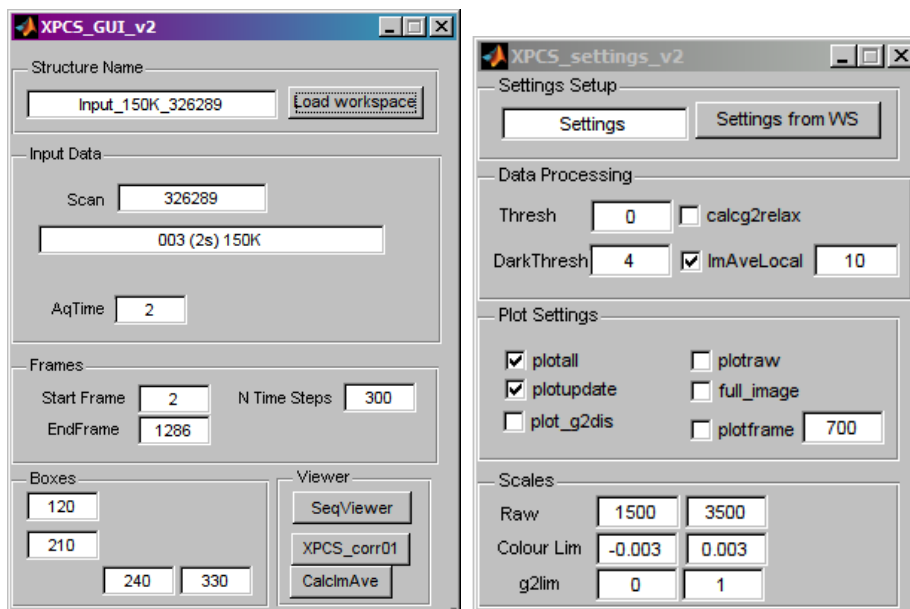 XPCS_GUI_v2
Structure Name
Input_150K_326289 Load workspace
Input Data
Scan 326289
003 (2s) 150K
AqTime 2
Frames
Start Frame 2 N Time Steps 300
EndFrame 1286
Boxes
120
210
240 330
Viewer
SeqViewer
XPCS_corr01
CalcImAve
XPCS_settings_v2
Settings Setup
Settings Settings from WS
Data Processing
Thresh 0 calcg2relax
DarkThresh 4 ImAveLocal 10
Plot Settings
plotall plotraw
plotupdate full_image
plot_g2dis plotframe 700
Scales
Raw 1500 3500
Colour Lim -0.003 0.003
g2lim 0 1